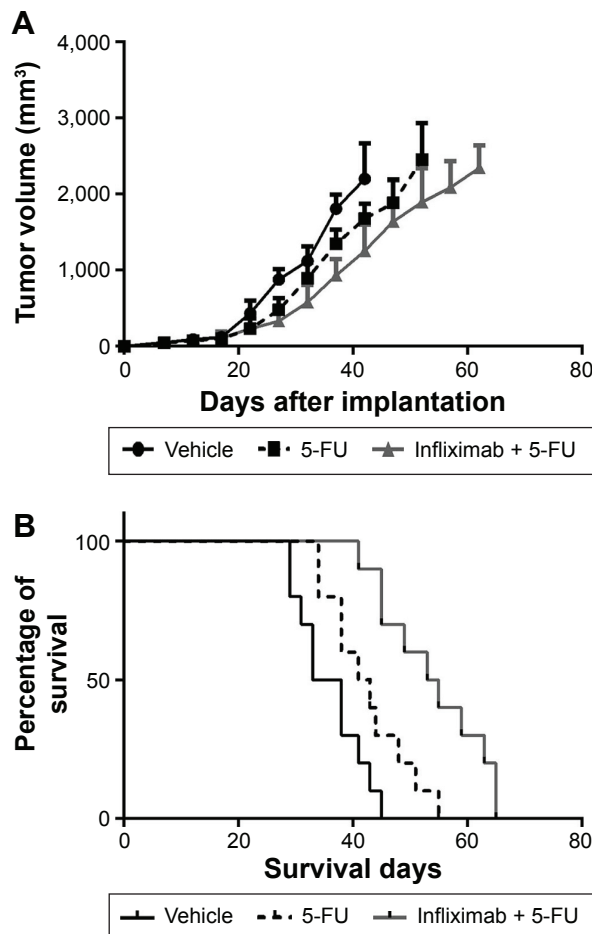 A
4,000
3,000
2,000
1,000
0
Tumor volume (mm³)
0 20 40 60 80
Days after implantation
Vehicle 5-FU Infliximab + 5-FU
B
100
50
0
Percentage of
survival
0 20 40 60 80
Survival days
Vehicle 5-FU Infliximab + 5-FU